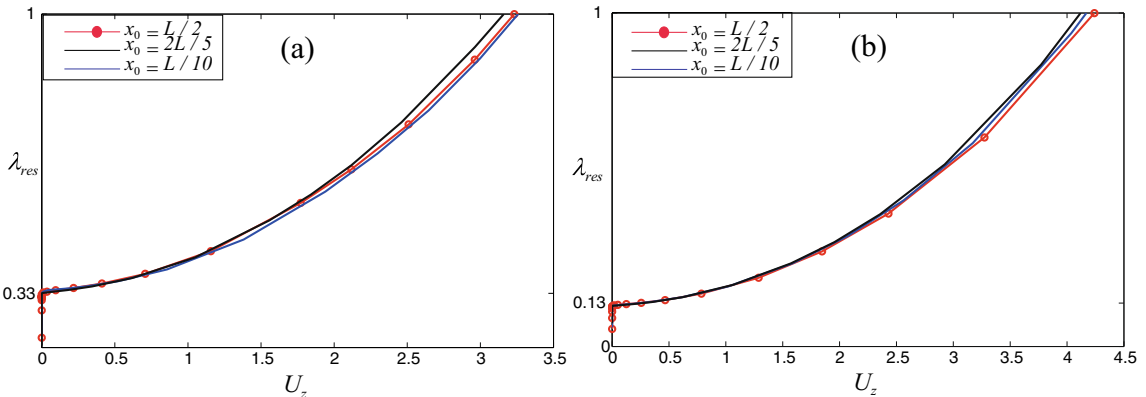 1
x₀ = L / 2
x₀ = 2L / 5
x₀ = L / 10
(a)
λres
0.33
0
0.5
1
1.5
2
2.5
3
3.5
Uz
1
x₀ = L / 2
x₀ = 2L / 5
x₀ = L / 10
(b)
λres
0.13
0
0
0.5
1
1.5
2
2.5
3
3.5
4
4.5
Uz